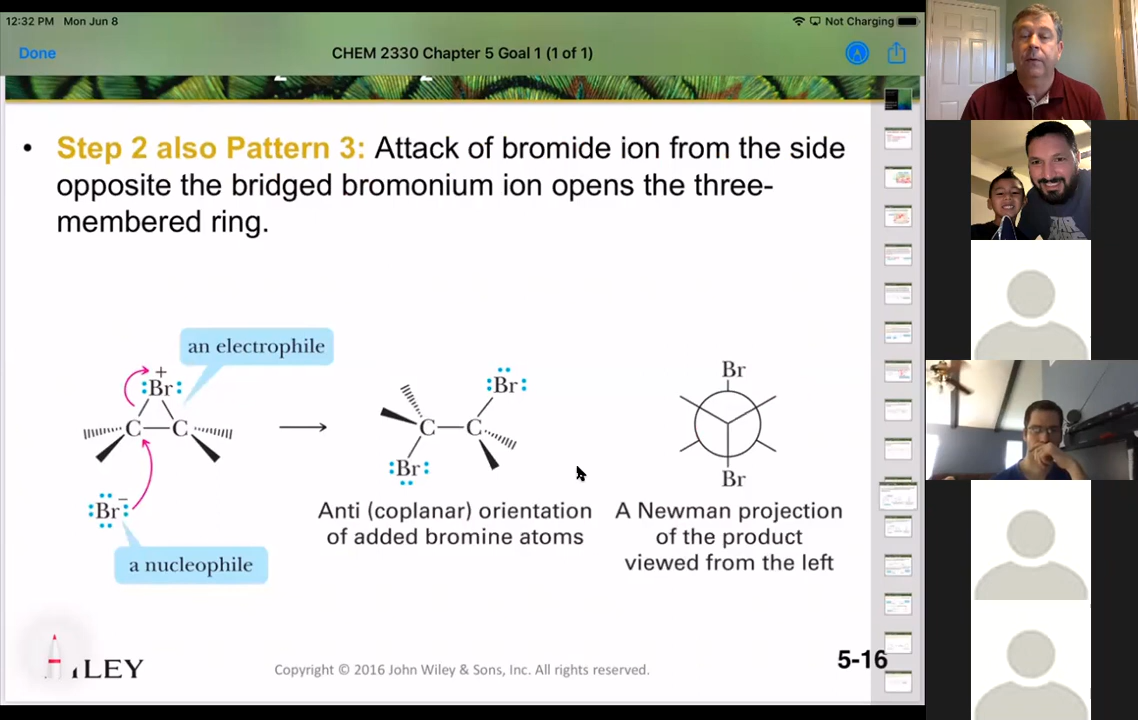 12:32 PM Mon Jun 8
Not Charging
Done
CHEM 2330 Chapter 5 Goal 1 (1 of 1)
• Step 2 also Pattern 3: Attack of bromide ion from the side
opposite the bridged bromonium ion opens the three-
membered ring.
an electrophile
+
:Br:
C—C
:Br:
−
a nucleophile
:Br:
C—C
:Br:
Anti (coplanar) orientation
of added bromine atoms
Br
Br
A Newman projection
of the product
viewed from the left
LEY
Copyright © 2016 John Wiley & Sons, Inc. All rights reserved.
5-16